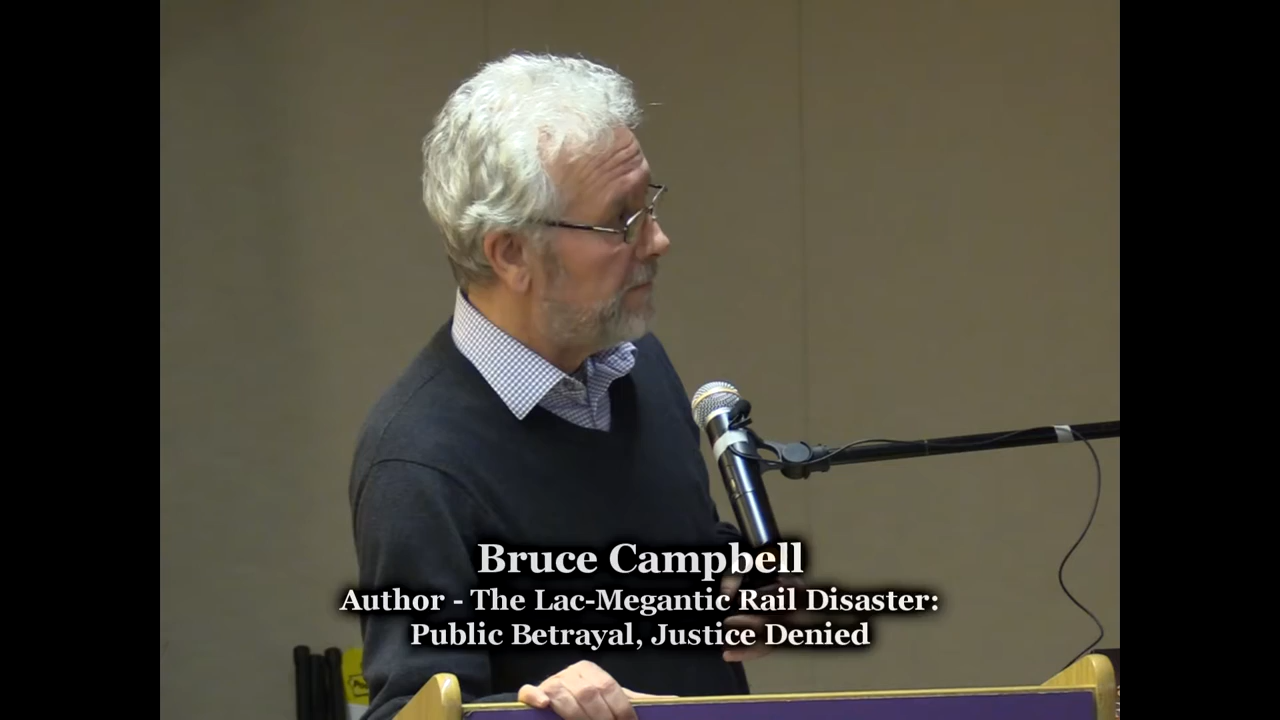 Bruce Campbell
Author - The Lac-Megantic Rail Disaster:
Public Betrayal, Justice Denied